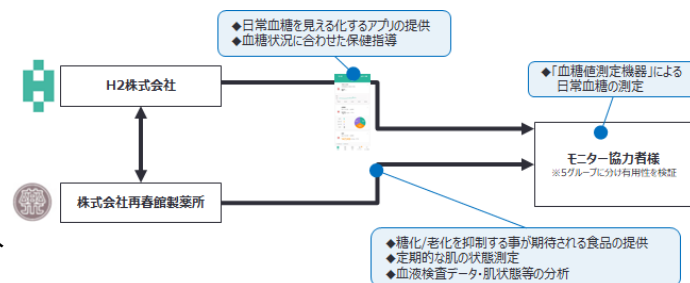 ◆日常血糖を見える化するアプリの提供
◆血糖状況に合わせた保健指導
H2株式会社
◆「血糖値測定機器」による
日常血糖の測定
モニター協力者様
※5グループに分け有用性を検証
株式会社再春館製薬所
◆糖化/老化を抑制する事が期待される食品の提供
◆定期的な肌の状態測定
◆血液検査データ・肌状態等の分析